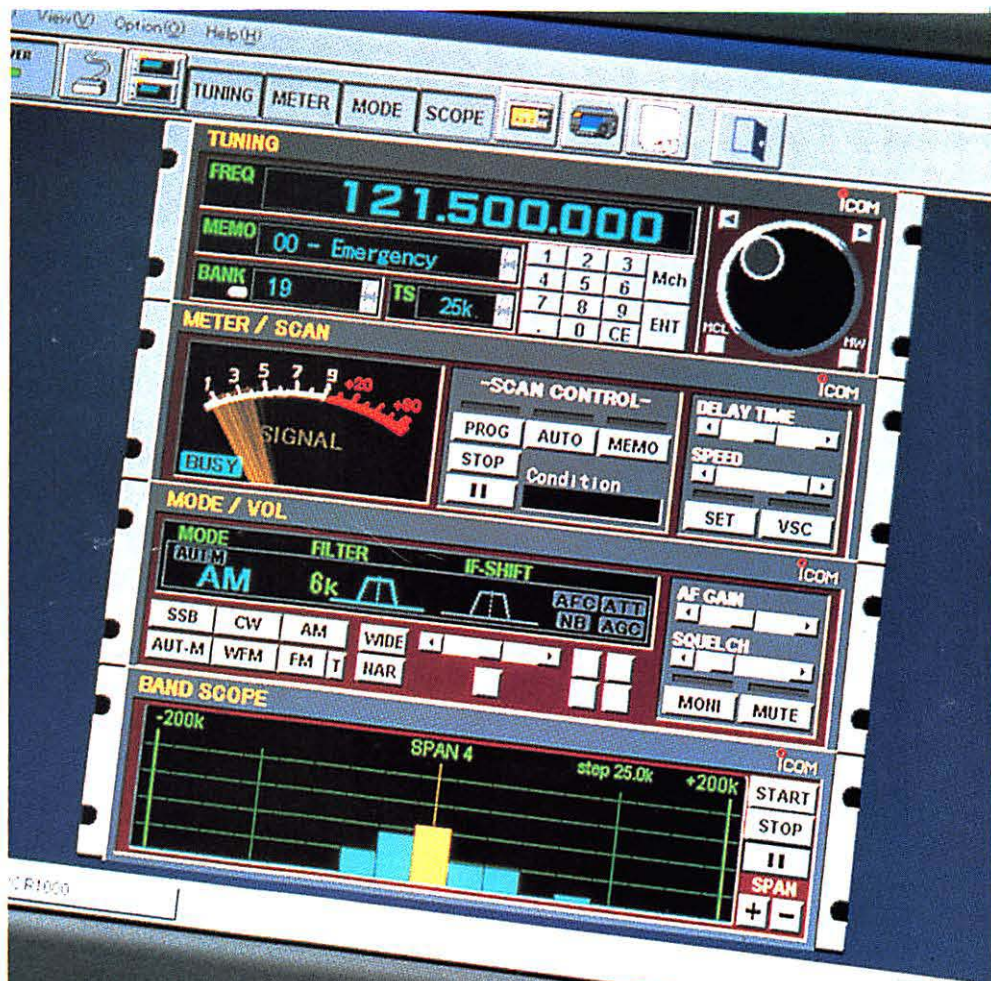 View(V) Option(O) Help(H)
TUNING METER MODE SCOPE
TUNING
FREQ 121.500.000
ICOM
MEMO 00 - Emergency
BANK 19 TS 25k.
1 2 3 Mch
4 5 6
7 8 9 ENT
. 0 CE
MCL MW
METER / SCAN
ICOM
1 3 5 7 9 +20 +60
SIGNAL
BUSY
-SCAN CONTROL-
PROG AUTO MEMO
STOP
Condition
DELAY TIME
SPEED
SET VSC
MODE / VOL
ICOM
MODE FILTER IF-SHIFT
AUT-M
AM 6k
AFC ATT
NB AGC
SSB CW AM WIDE
AUT-M WFM FM T NAR
AF GAIN
SQUELCH
MONI MUTE
BAND SCOPE
ICOM
-200k SPAN 4 step 25.0k +200k
START
STOP
SPAN
+ -
R1000